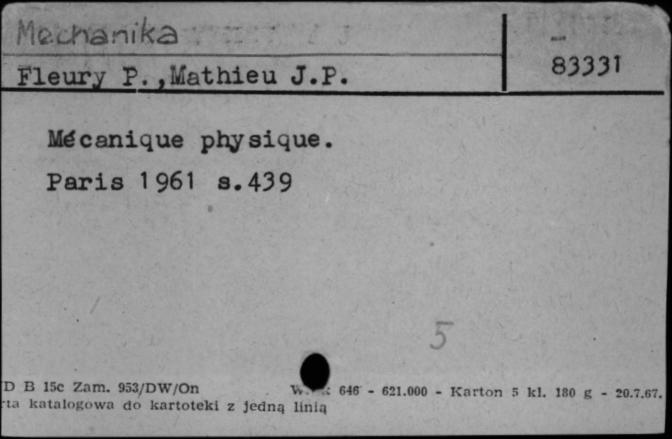 Mechanika
83331
Fleury P.,Mathieu J.P.
Mécanique physique.
Paris 1961 s.439
5
D B 15c Zam. 953/DW/On 646 - 621.000 - Karton 5 kl. 180 g - 20.7.67.
rta katalogowa do kartoteki z jedną linią